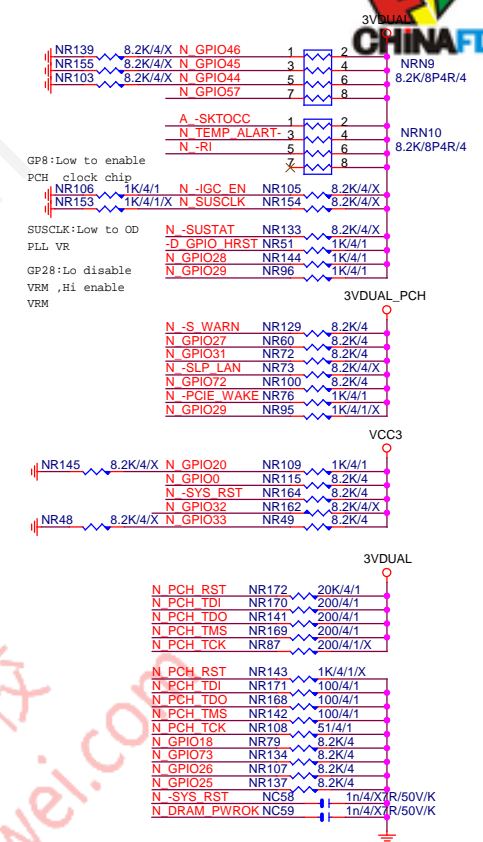 3VDUAL
CHINAFI
NR139 8.2K/4/X N_GPIO46 1 2
NR155 8.2K/4/X N_GPIO45 3 4 NRN9
NR103 8.2K/4/X N_GPIO44 5 6 8.2K/8P4R/4
N_GPIO57 7 8
A_-SKTOCC 1 2
N_TEMP_ALART- 3 4 NRN10
N_-RI 5 6 8.2K/8P4R/4
7 8
GP8:Low to enable
PCH clock chip
NR106 1K/4/1 N_-IGC_EN NR105 8.2K/4/X
NR153 1K/4/1/X N_SUSCLK NR154 8.2K/4/X
SUSCLK:Low to OD
PLL VR
N_-SUSTAT NR133 8.2K/4/X
-D_GPIO_HRST NR51 1K/4/1
N_GPIO28 NR144 1K/4/1
N_GPIO29 NR96 1K/4/1
GP28:Lo disable
VRM ,Hi enable
VRM
3VDUAL_PCH
N_-S_WARN NR129 8.2K/4
N_GPIO27 NR60 8.2K/4
N_GPIO31 NR72 8.2K/4
N_-SLP_LAN NR73 8.2K/4/X
N_GPIO72 NR100 8.2K/4
N_-PCIE_WAKE NR76 1K/4/1
N_GPIO29 NR95 1K/4/1/X
VCC3
NR145 8.2K/4/X N_GPIO20 NR109 1K/4/1
N_GPIO0 NR115 8.2K/4
N_-SYS_RST NR164 8.2K/4
N_GPIO32 NR162 8.2K/4/X
NR48 8.2K/4/X N_GPIO33 NR49 8.2K/4
3VDUAL
N_PCH_RST NR172 20K/4/1
N_PCH_TDI NR170 200/4/1
N_PCH_TDO NR141 200/4/1
N_PCH_TMS NR169 200/4/1
N_PCH_TCK NR87 200/4/1/X
N_PCH_RST NR143 1K/4/1/X
N_PCH_TDI NR171 100/4/1
N_PCH_TDO NR168 100/4/1
N_PCH_TMS NR142 100/4/1
N_PCH_TCK NR108 51/4/1
N_GPIO18 NR79 8.2K/4
N_GPIO73 NR134 8.2K/4
N_GPIO26 NR107 8.2K/4
N_GPIO25 NR137 8.2K/4
N_-SYS_RST NC58 1n/4/X7R/50V/K
N_DRAM_PWROK NC59 1n/4/X7R/50V/K
wei.com